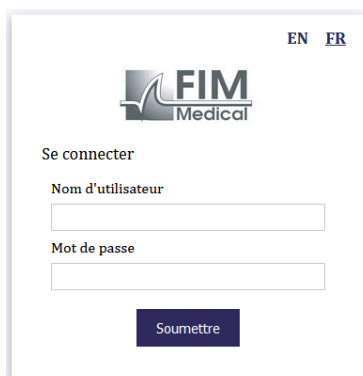 EN FR
FIM
Medical
Se connecter
Nom d'utilisateur
Mot de passe
Soumettre